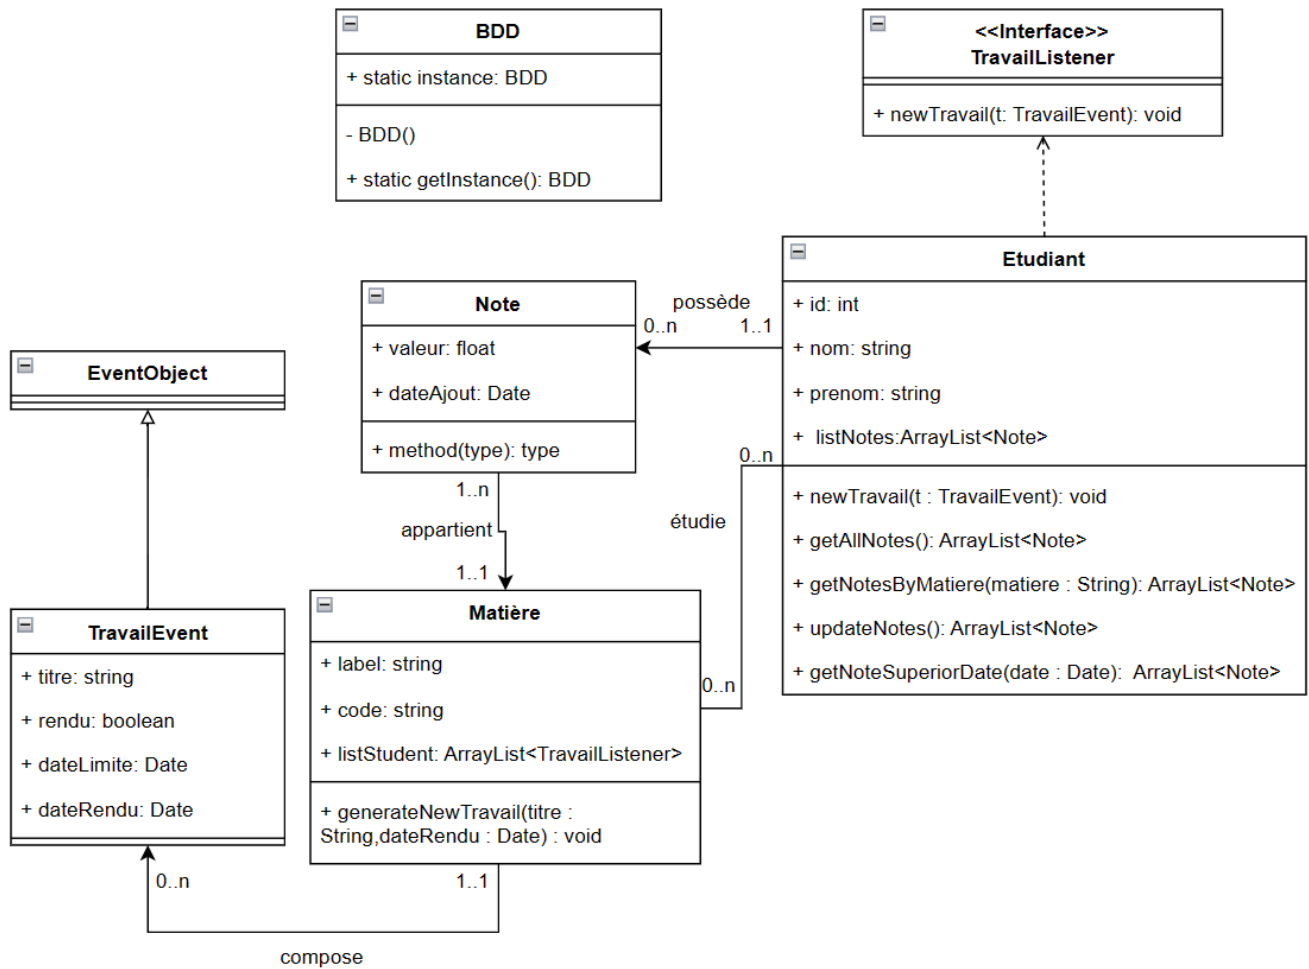 BDD
+ static instance: BDD
- BDD()
+ static getInstance(): BDD
<<Interface>>
TravailListener
+ newTravail(t: TravailEvent): void
Etudiant
+ id: int
+ nom: string
+ prenom: string
+ listNotes:ArrayList<Note>
+ newTravail(t : TravailEvent): void
+ getAllNotes(): ArrayList<Note>
+ getNotesByMatiere(matiere : String): ArrayList<Note>
+ updateNotes(): ArrayList<Note>
+ getNoteSuperiorDate(date : Date): ArrayList<Note>
possède
0..n
1..1
Note
+ valeur: float
+ dateAjout: Date
+ method(type): type
EventObject
0..n
étudie
0..n
1..n
appartient
1..1
Matière
+ label: string
+ code: string
+ listStudent: ArrayList<TravailListener>
+ generateNewTravail(titre :
String,dateRendu : Date) : void
TravailEvent
+ titre: string
+ rendu: boolean
+ dateLimite: Date
+ dateRendu: Date
0..n
1..1
compose